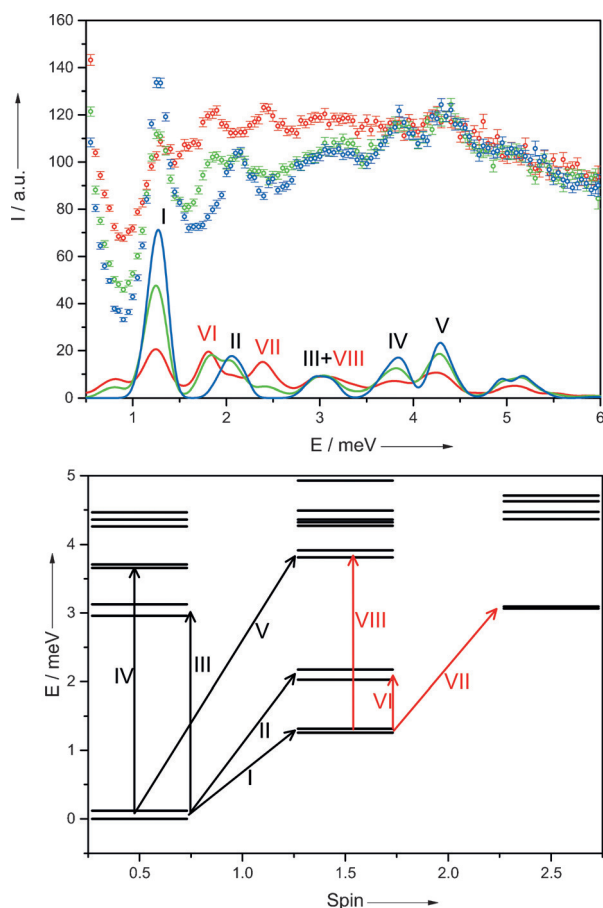 160
140
120
100
80
60
40
20
0
I / a.u.
I
VI
II
VII
III+VIII
IV
V
1
2
3
4
5
6
E / meV
5
4
3
2
1
0
E / meV
IV
III
V
II
I
VIII
VI
VII
0.5
1.0
1.5
2.0
2.5
Spin